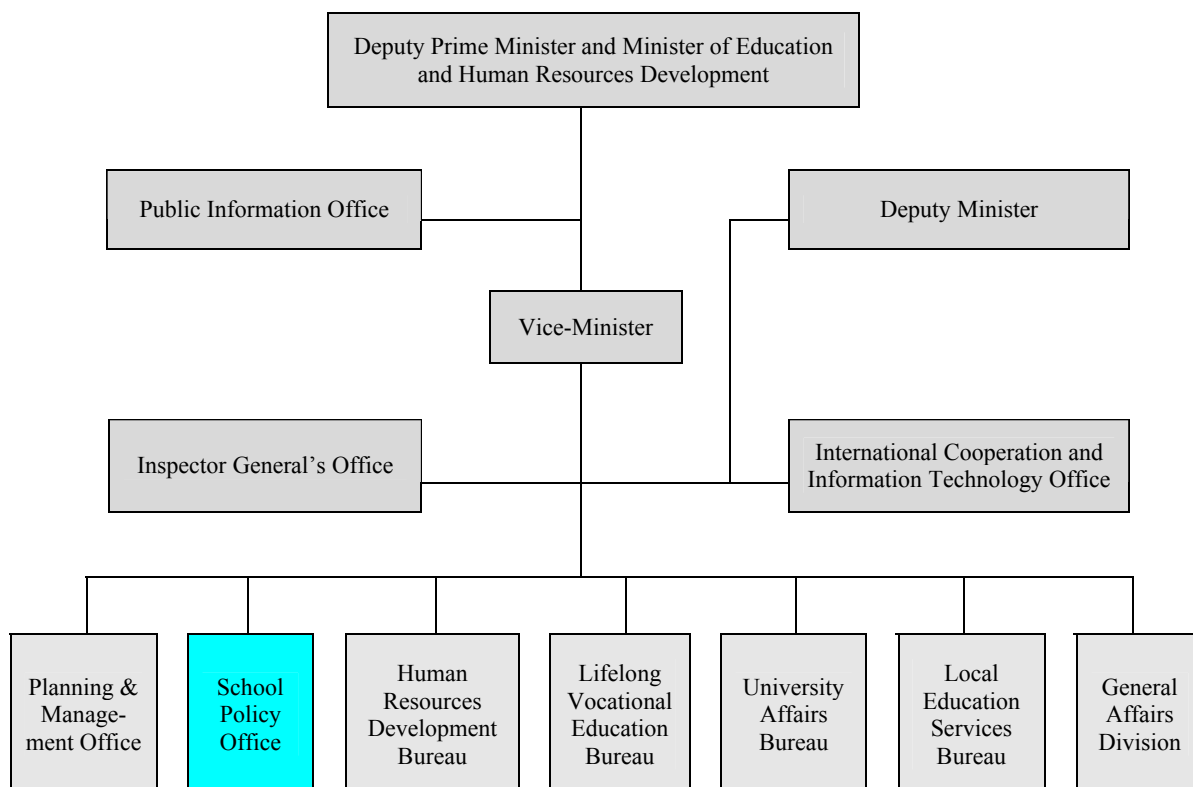 Deputy Prime Minister and Minister of Education
and Human Resources Development
Public Information Office
Deputy Minister
Vice-Minister
Inspector General’s Office
International Cooperation and
Information Technology Office
Planning &
Manage-
ment Office
School
Policy
Office
Human
Resources
Development
Bureau
Lifelong
Vocational
Education
Bureau
University
Affairs
Bureau
Local
Education
Services
Bureau
General
Affairs
Division